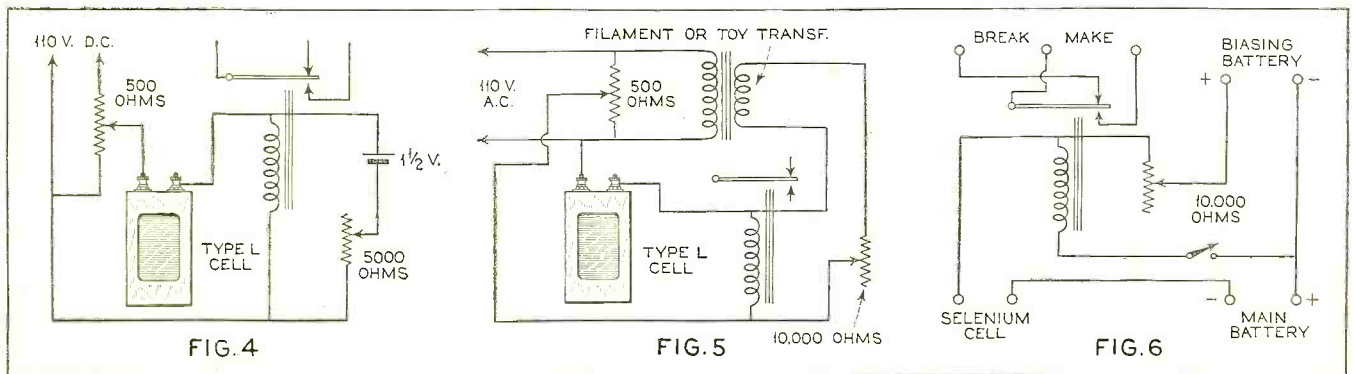 110 V. D.C.
500
OHMS
1½ V.
TYPE L
CELL
5000
OHMS
FIG. 4
FILAMENT OR TOY TRANSF.
110 V.
A.C.
500
OHMS
TYPE L
CELL
10,000 OHMS
FIG. 5
BREAK MAKE
BIASING
BATTERY
+ -
10,000
OHMS
SELENIUM
CELL
- +
MAIN
BATTERY
FIG. 6